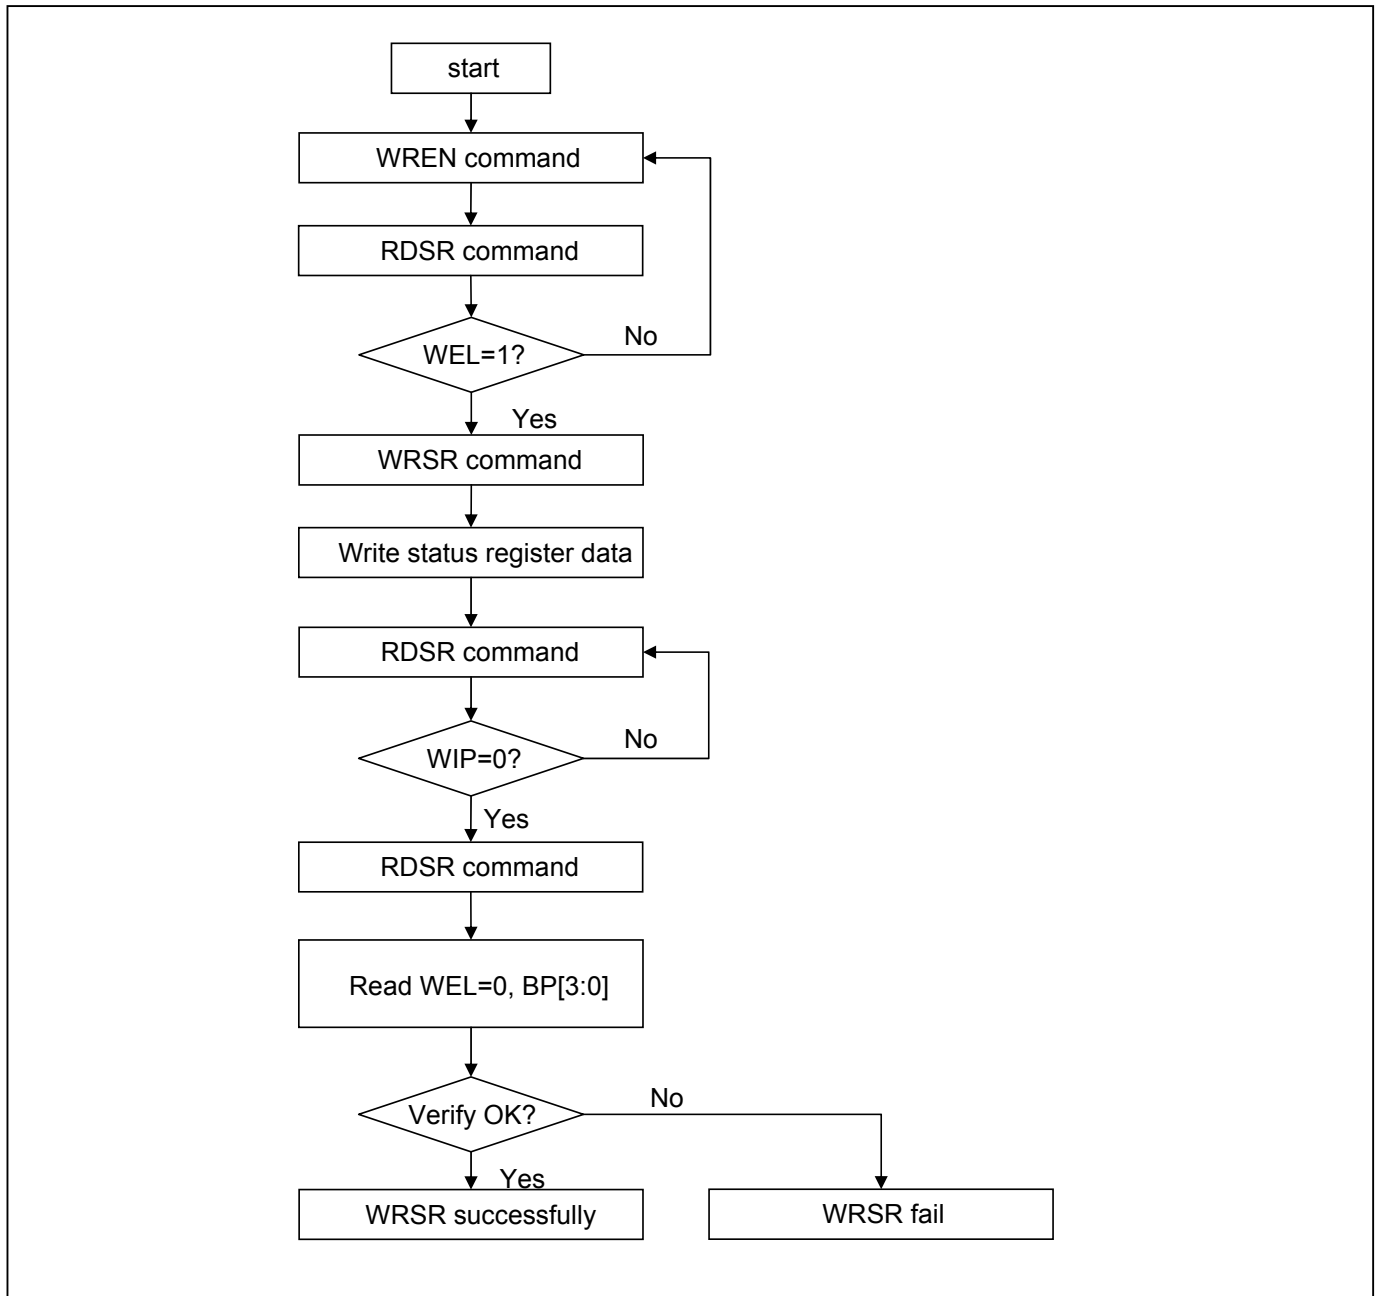 start
WREN command
RDSR command
WEL=1?
No
Yes
WRSR command
Write status register data
RDSR command
WIP=0?
No
Yes
RDSR command
Read WEL=0, BP[3:0]
Verify OK?
No
Yes
WRSR successfully
WRSR fail